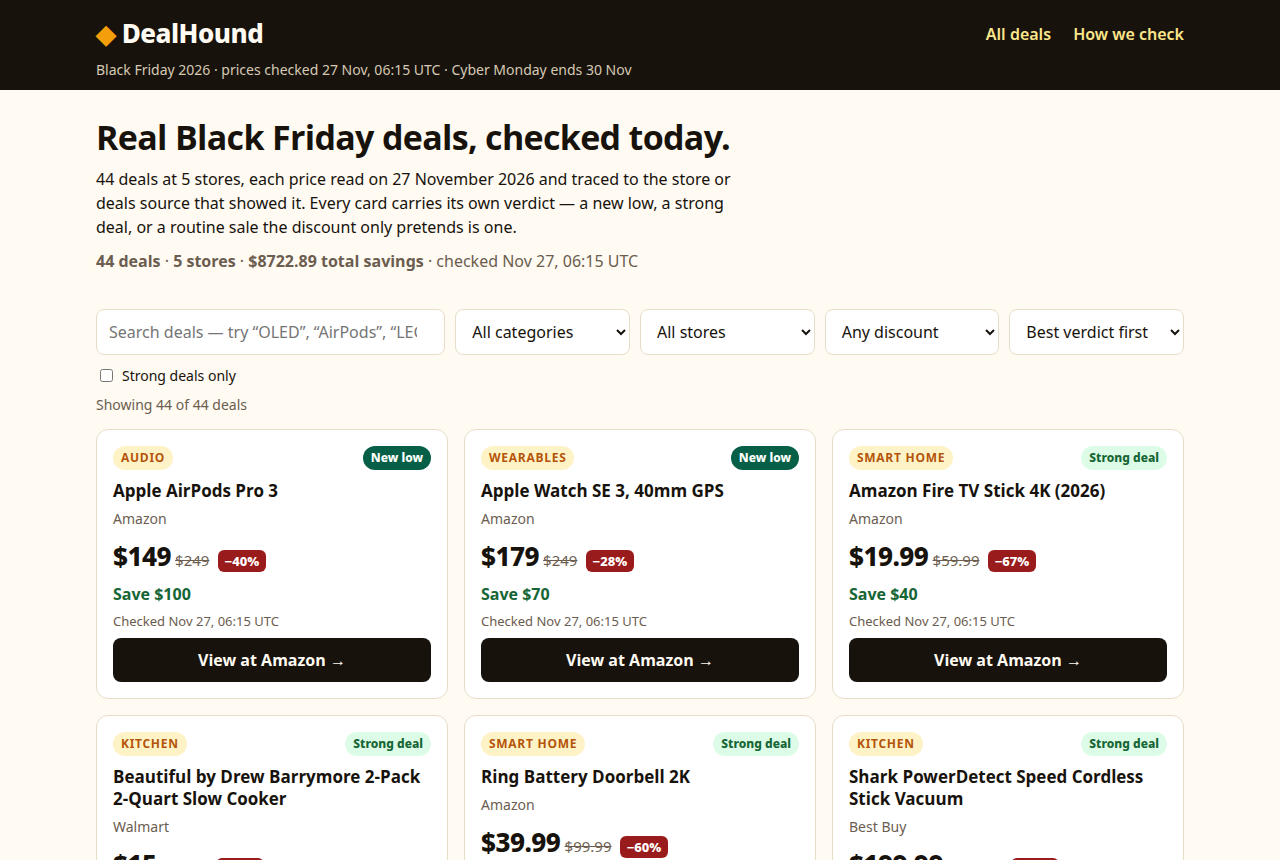 ◆ DealHound
All deals How we check
Black Friday 2026 · prices checked 27 Nov, 06:15 UTC · Cyber Monday ends 30 Nov
Real Black Friday deals, checked today.
44 deals at 5 stores, each price read on 27 November 2026 and traced to the store or
deals source that showed it. Every card carries its own verdict — a new low, a strong
deal, or a routine sale the discount only pretends is one.
44 deals · 5 stores · $8722.89 total savings · checked Nov 27, 06:15 UTC
Search deals — try “OLED”, “AirPods”, “LEG
All categories
All stores
Any discount
Best verdict first
Strong deals only
Showing 44 of 44 deals
AUDIO New low
Apple AirPods Pro 3
Amazon
$149 $249 −40%
Save $100
Checked Nov 27, 06:15 UTC
View at Amazon →
WEARABLES New low
Apple Watch SE 3, 40mm GPS
Amazon
$179 $249 −28%
Save $70
Checked Nov 27, 06:15 UTC
View at Amazon →
SMART HOME Strong deal
Amazon Fire TV Stick 4K (2026)
Amazon
$19.99 $59.99 −67%
Save $40
Checked Nov 27, 06:15 UTC
View at Amazon →
KITCHEN Strong deal
Beautiful by Drew Barrymore 2-Pack
2-Quart Slow Cooker
Walmart
SMART HOME Strong deal
Ring Battery Doorbell 2K
Amazon
$39.99 $99.99 −60%
KITCHEN Strong deal
Shark PowerDetect Speed Cordless
Stick Vacuum
Best Buy